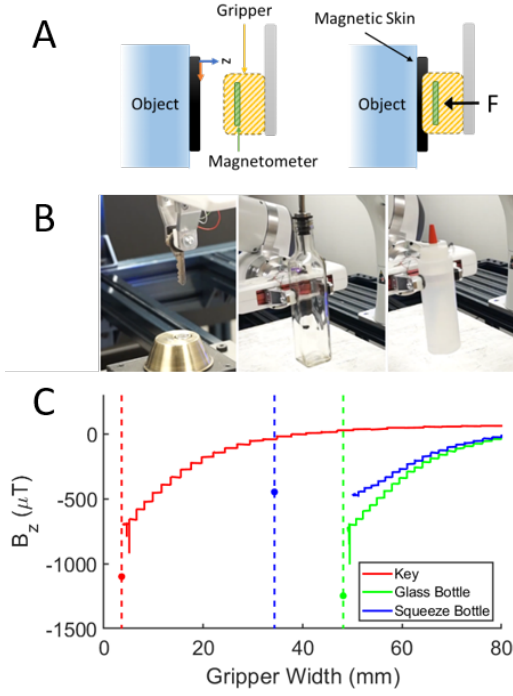 A
Gripper
Magnetic Skin
z
Object
Object
F
Magnetometer
B
C
0
-500
-1000
-1500
B_z (μT)
Key
Glass Bottle
Squeeze Bottle
0 20 40 60 80
Gripper Width (mm)